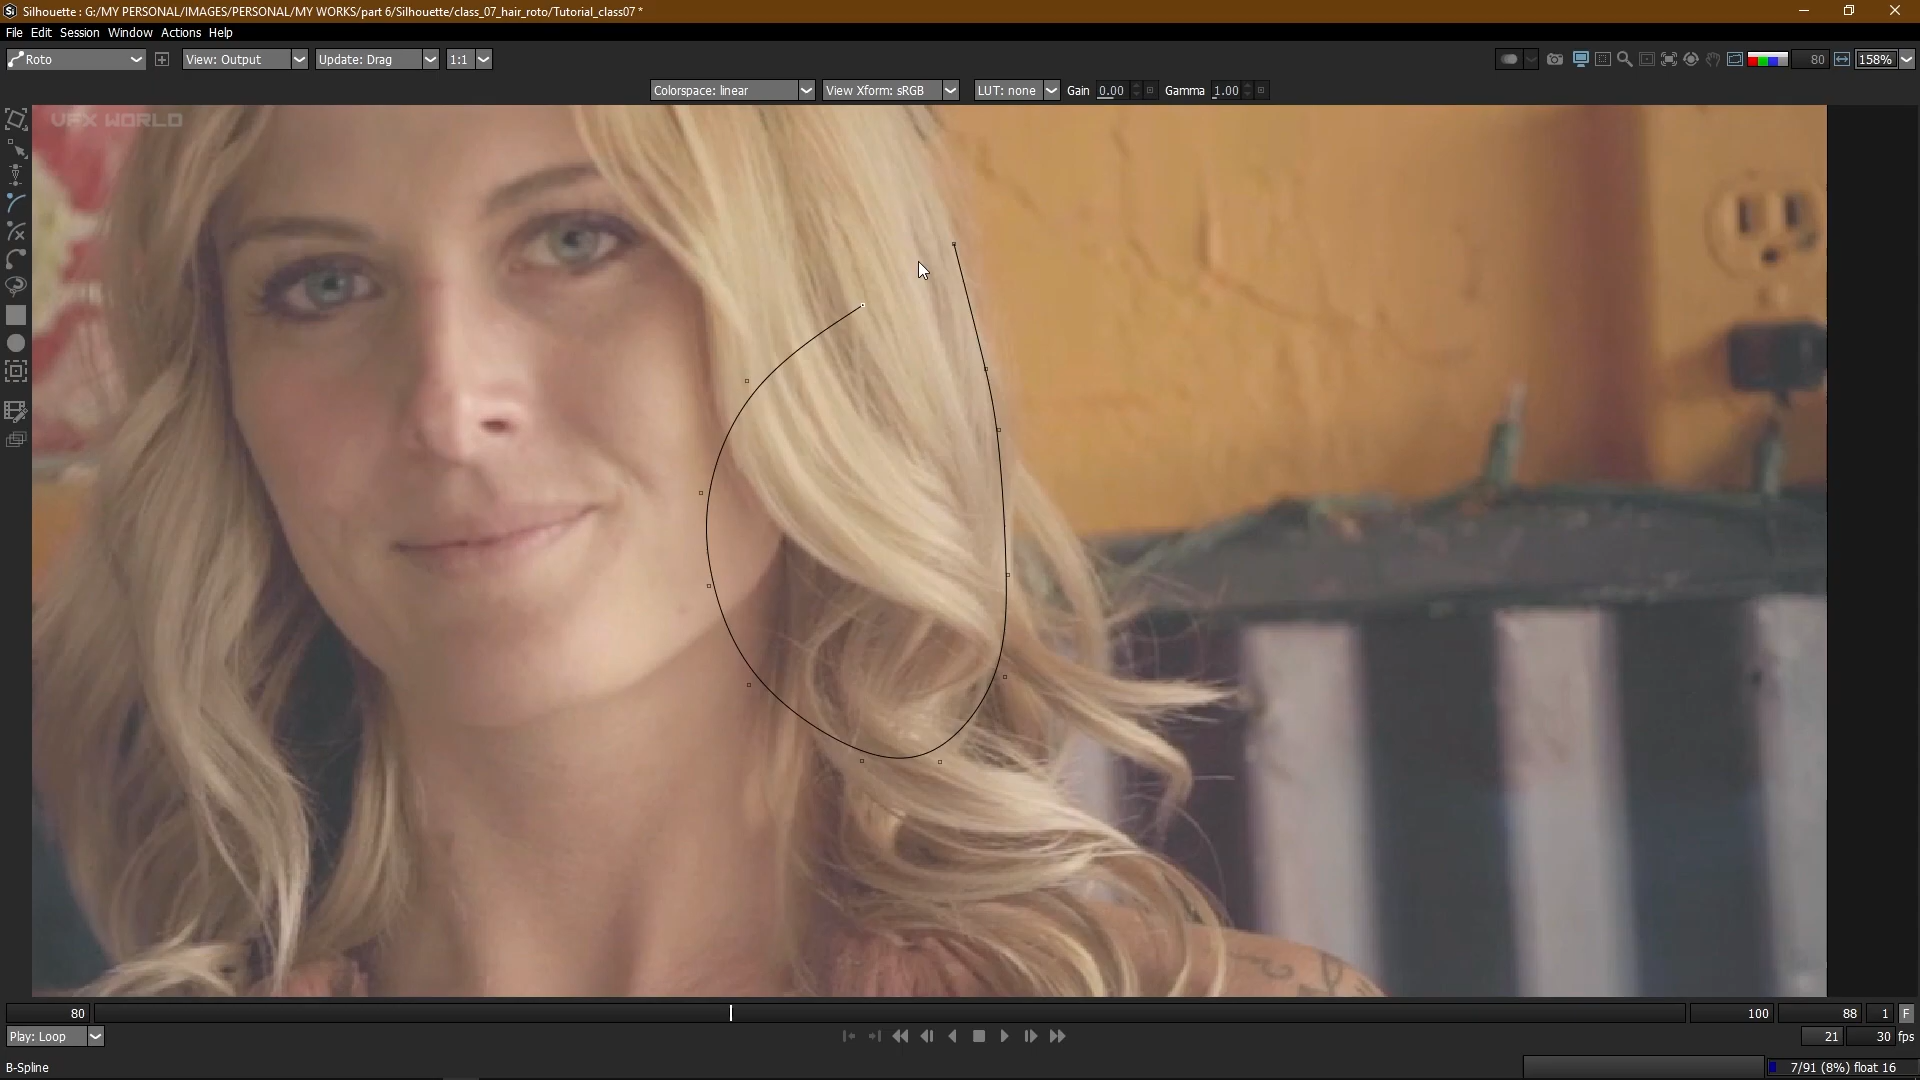 Silhouette : G:/MY PERSONAL/IMAGES/PERSONAL/MY WORKS/part 6/Silhouette/class_07_hair_roto/Tutorial_class07 *
File Edit Session Window Actions Help
Roto View: Output Update: Drag 1:1 80 158%
Colorspace: linear View Xform: sRGB LUT: none Gain 0.00 Gamma 1.00
VFX WORLD
80 100 88 1 F
Play: Loop 21 30 fps
B-Spline 7/91 (8%) float 16